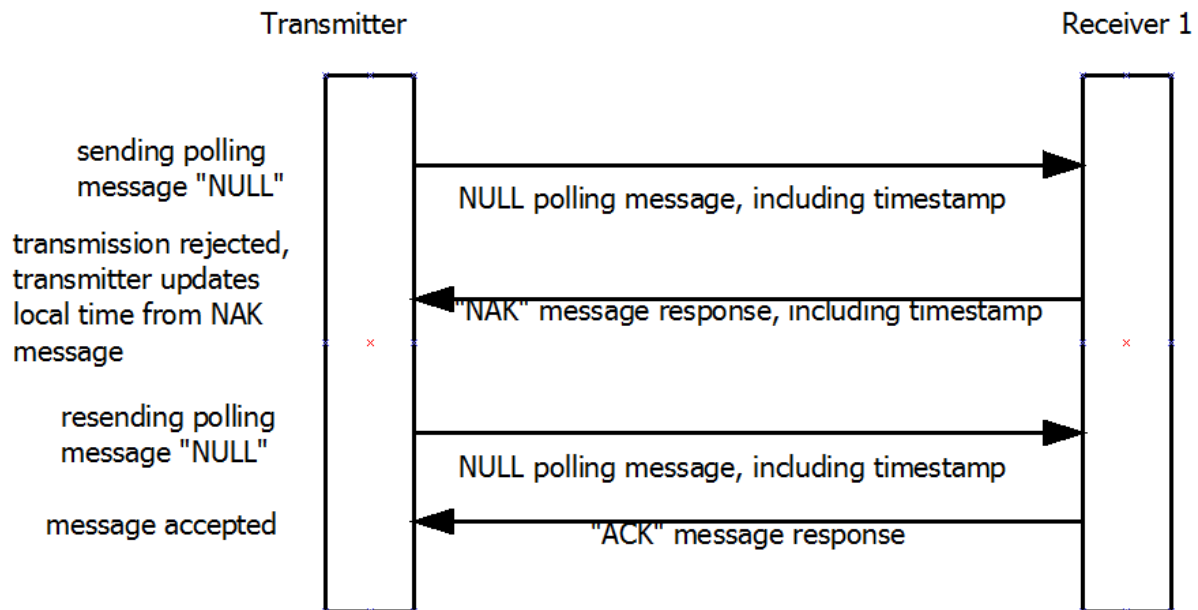 Transmitter
Receiver 1
sending polling
message "NULL"
NULL polling message, including timestamp
transmission rejected,
transmitter updates
local time from NAK
message
"NAK" message response, including timestamp
resending polling
message "NULL"
NULL polling message, including timestamp
message accepted
"ACK" message response